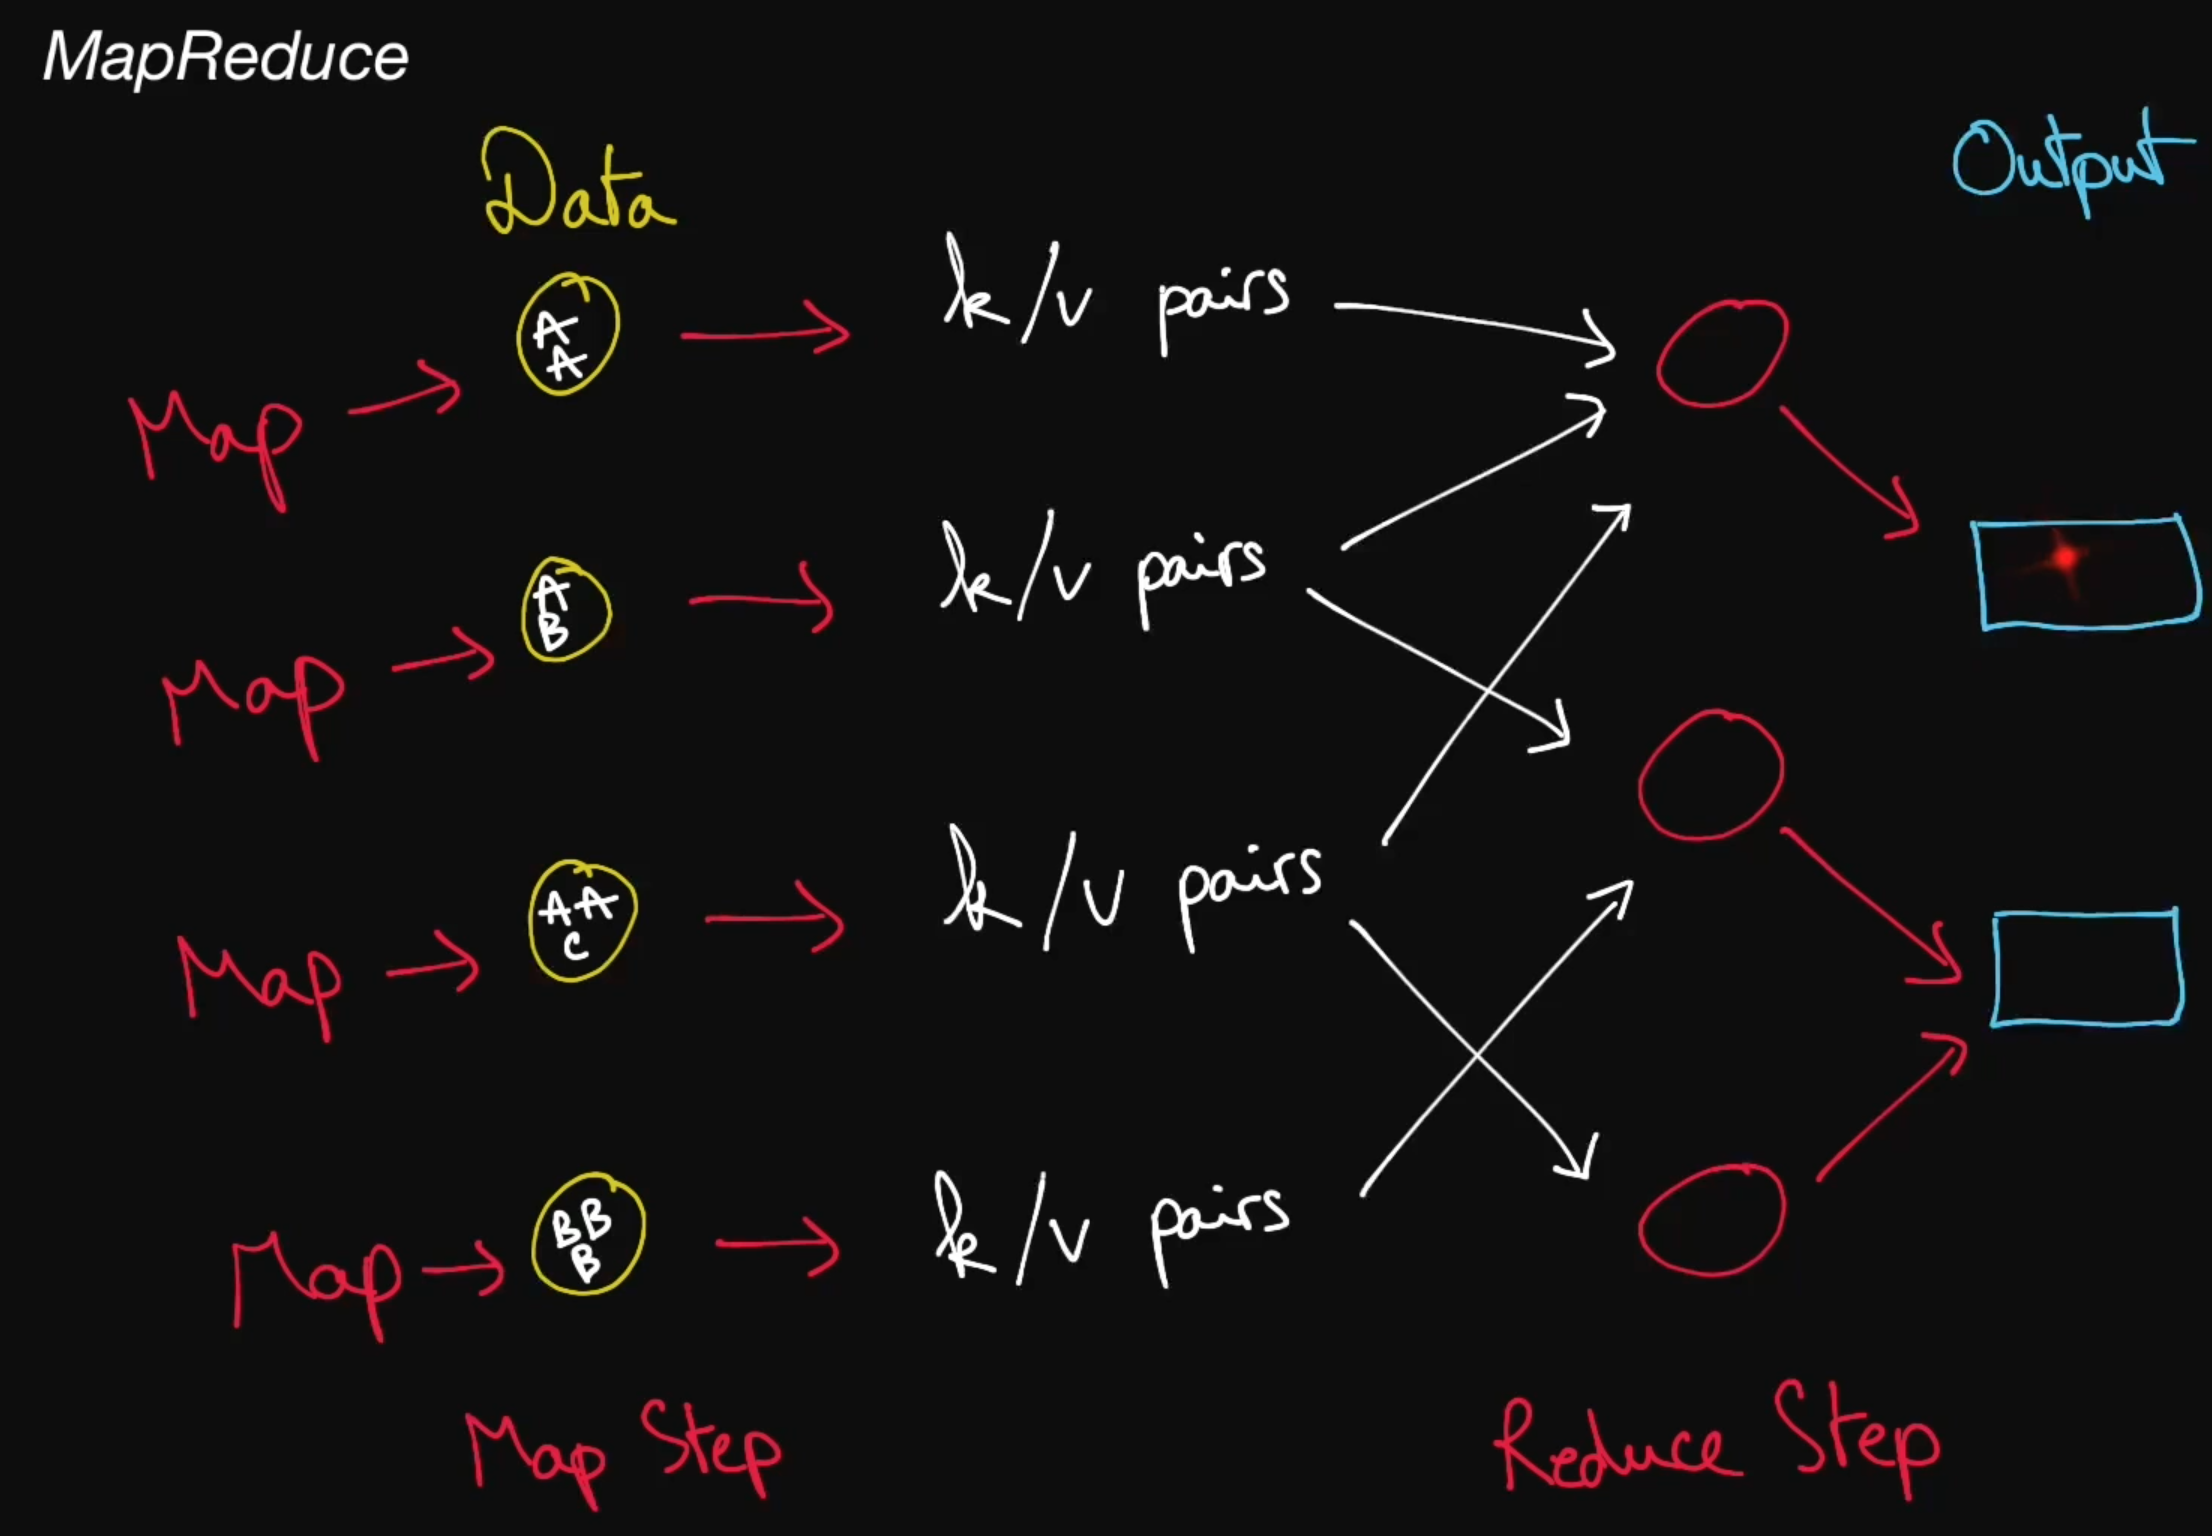 MapReduce
Data
Output
A
A
k/v pairs
Map
A
B
k/v pairs
Map
A A
C
k/v pairs
Map
B B
B
k/v pairs
Map
Map Step
Reduce Step